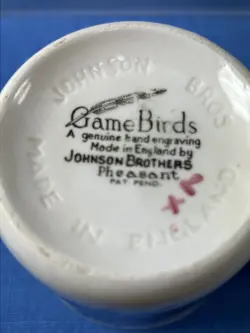 JOHNSON BROS
Game Birds
A genuine hand engraving
Made in England by
JOHNSON BROTHERS
Pheasant
PAT. PEND.
MADE IN ENGLAND